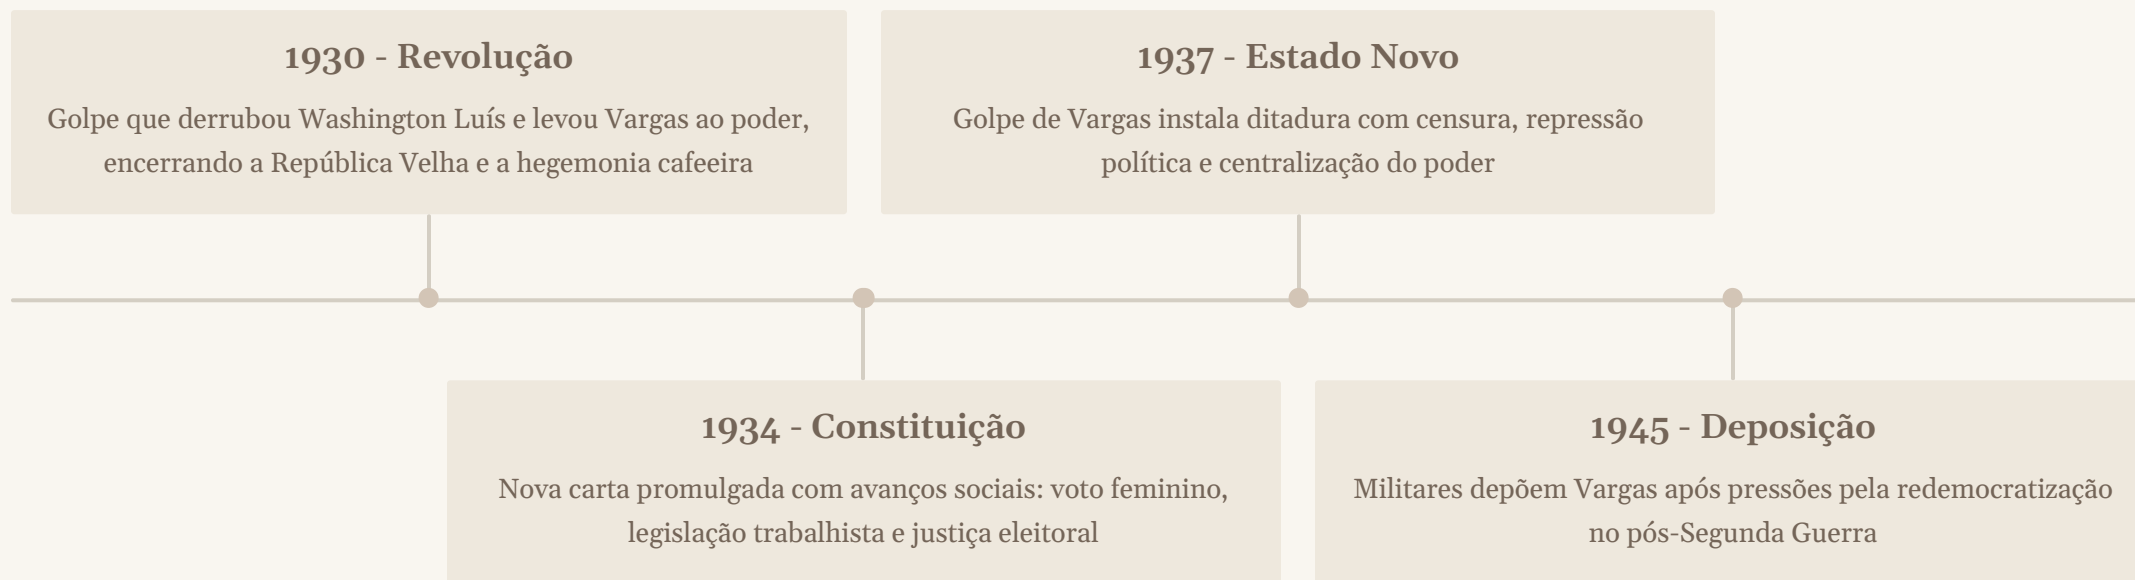 1930 - Revolução
Golpe que derrubou Washington Luís e levou Vargas ao poder,
encerrando a República Velha e a hegemonia cafeeira
1937 - Estado Novo
Golpe de Vargas instala ditadura com censura, repressão
política e centralização do poder
1934 - Constituição
Nova carta promulgada com avanços sociais: voto feminino,
legislação trabalhista e justiça eleitoral
1945 - Deposição
Militares depõem Vargas após pressões pela redemocratização
no pós-Segunda Guerra